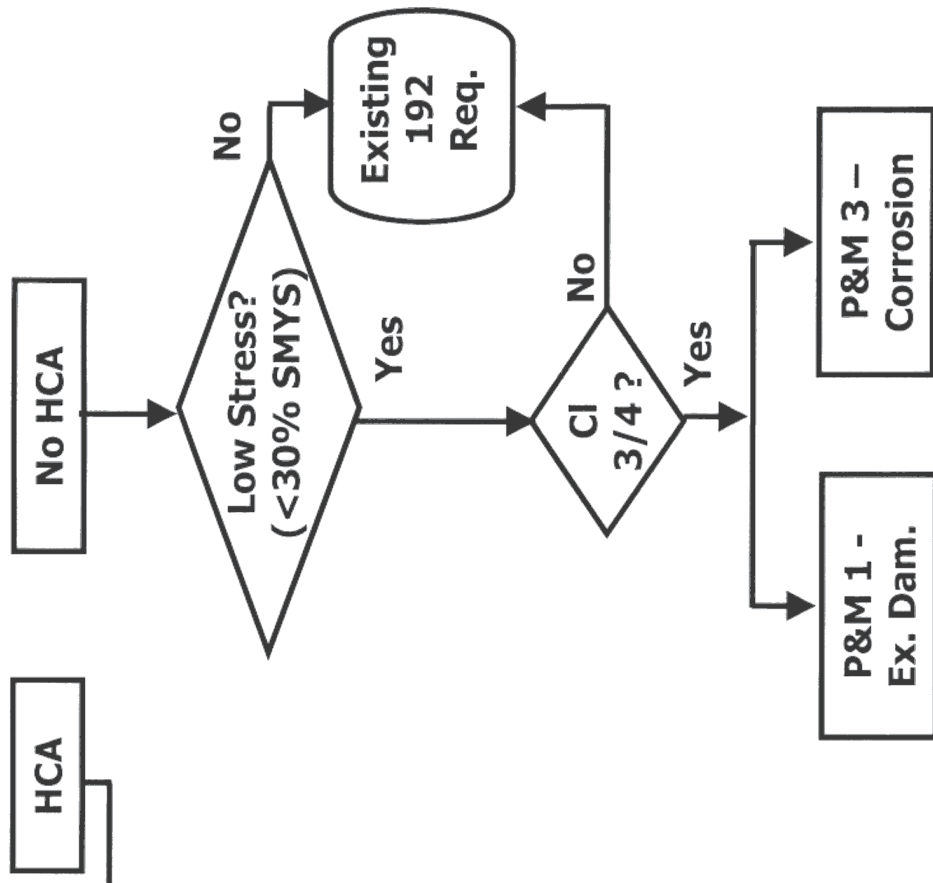 HCA
No HCA
Low Stress?
(<30% SMYS)
No
Yes
Existing
192
Req.
Cl
3/4 ?
No
Yes
P&M 1 -
Ex. Dam.
P&M 3 –
Corrosion